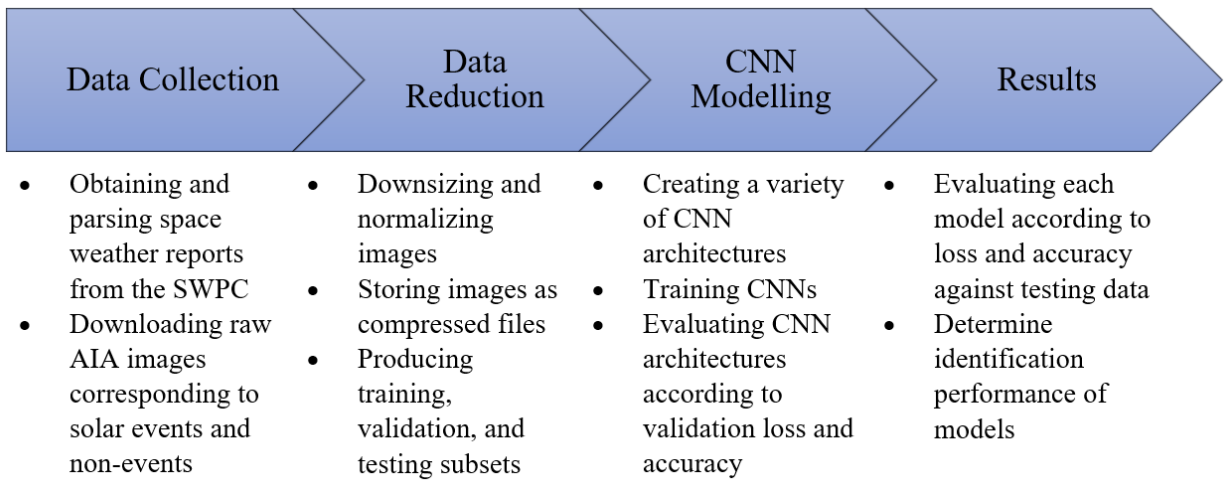 Data Collection
Data
Reduction
CNN
Modelling
Results
• Obtaining and
parsing space
weather reports
from the SWPC
• Downloading raw
AIA images
corresponding to
solar events and
non-events
• Downsizing and
normalizing
images
• Storing images as
compressed files
• Producing
training,
validation, and
testing subsets
• Creating a variety
of CNN
architectures
• Training CNNs
• Evaluating CNN
architectures
according to
validation loss and
accuracy
• Evaluating each
model according to
loss and accuracy
against testing data
• Determine
identification
performance of
models